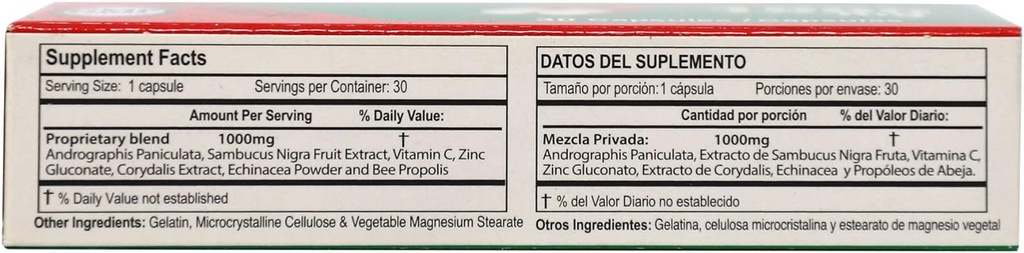 30 Capsules / Cápsulas
Supplement Facts
Serving Size: 1 capsule Servings per Container: 30
Amount Per Serving % Daily Value:
Proprietary blend 1000mg †
Andrographis Paniculata, Sambucus Nigra Fruit Extract, Vitamin C, Zinc
Gluconate, Corydalis Extract, Echinacea Powder and Bee Propolis
† % Daily Value not established
Other Ingredients: Gelatin, Microcrystalline Cellulose & Vegetable Magnesium Stearate
DATOS DEL SUPLEMENTO
Tamaño por porción: 1 cápsula Porciones por envase: 30
Cantidad por porción % del Valor Diario:
Mezcla Privada: 1000mg †
Andrographis Paniculata, Extracto de Sambucus Nigra Fruta, Vitamina C,
Zinc Gluconato, Extracto de Corydalis, Echinacea y Propóleos de Abeja.
† % del Valor Diario no establecido
Otros Ingredientes: Gelatina, celulosa microcristalina y estearato de magnesio vegetal